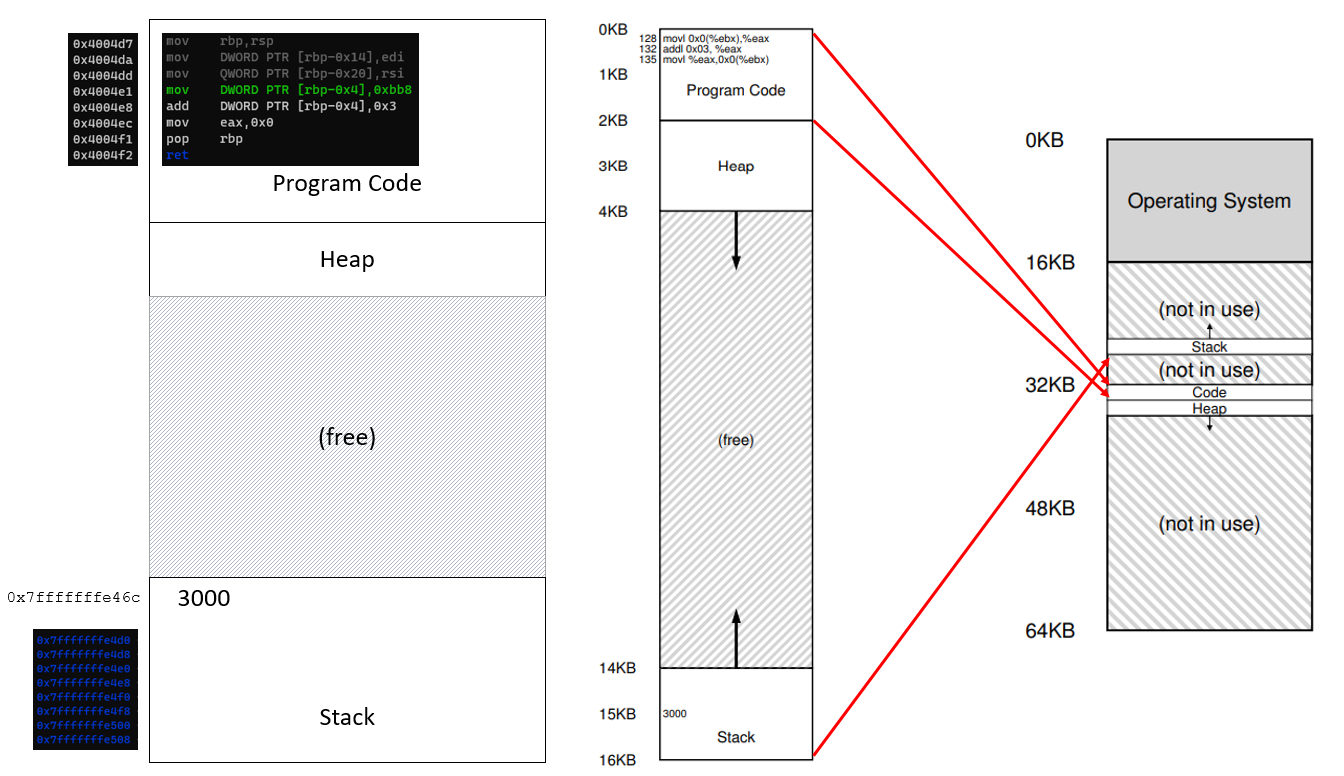 0x4004d7
0x4004da
0x4004dd
0x4004e1
0x4004e8
0x4004ec
0x4004f1
0x4004f2
mov rbp,rsp
mov DWORD PTR [rbp-0x14],edi
mov QWORD PTR [rbp-0x20],rsi
mov DWORD PTR [rbp-0x4],0xbb8
add DWORD PTR [rbp-0x4],0x3
mov eax,0x0
pop rbp
ret
Program Code
Heap
(free)
0x7fffffffe46c
3000
0x7fffffffe4d0
0x7fffffffe4d8
0x7fffffffe4e0
0x7fffffffe4e8
0x7fffffffe4f0
0x7fffffffe4f8
0x7fffffffe500
0x7fffffffe508
Stack
0KB
128 movl 0x0(%ebx),%eax
132 addl 0x03, %eax
135 movl %eax,0x0(%ebx)
1KB
Program Code
2KB
3KB
Heap
4KB
(free)
14KB
15KB
3000
Stack
16KB
0KB
Operating System
16KB
(not in use)
Stack
(not in use)
32KB
Code
Heap
48KB
(not in use)
64KB